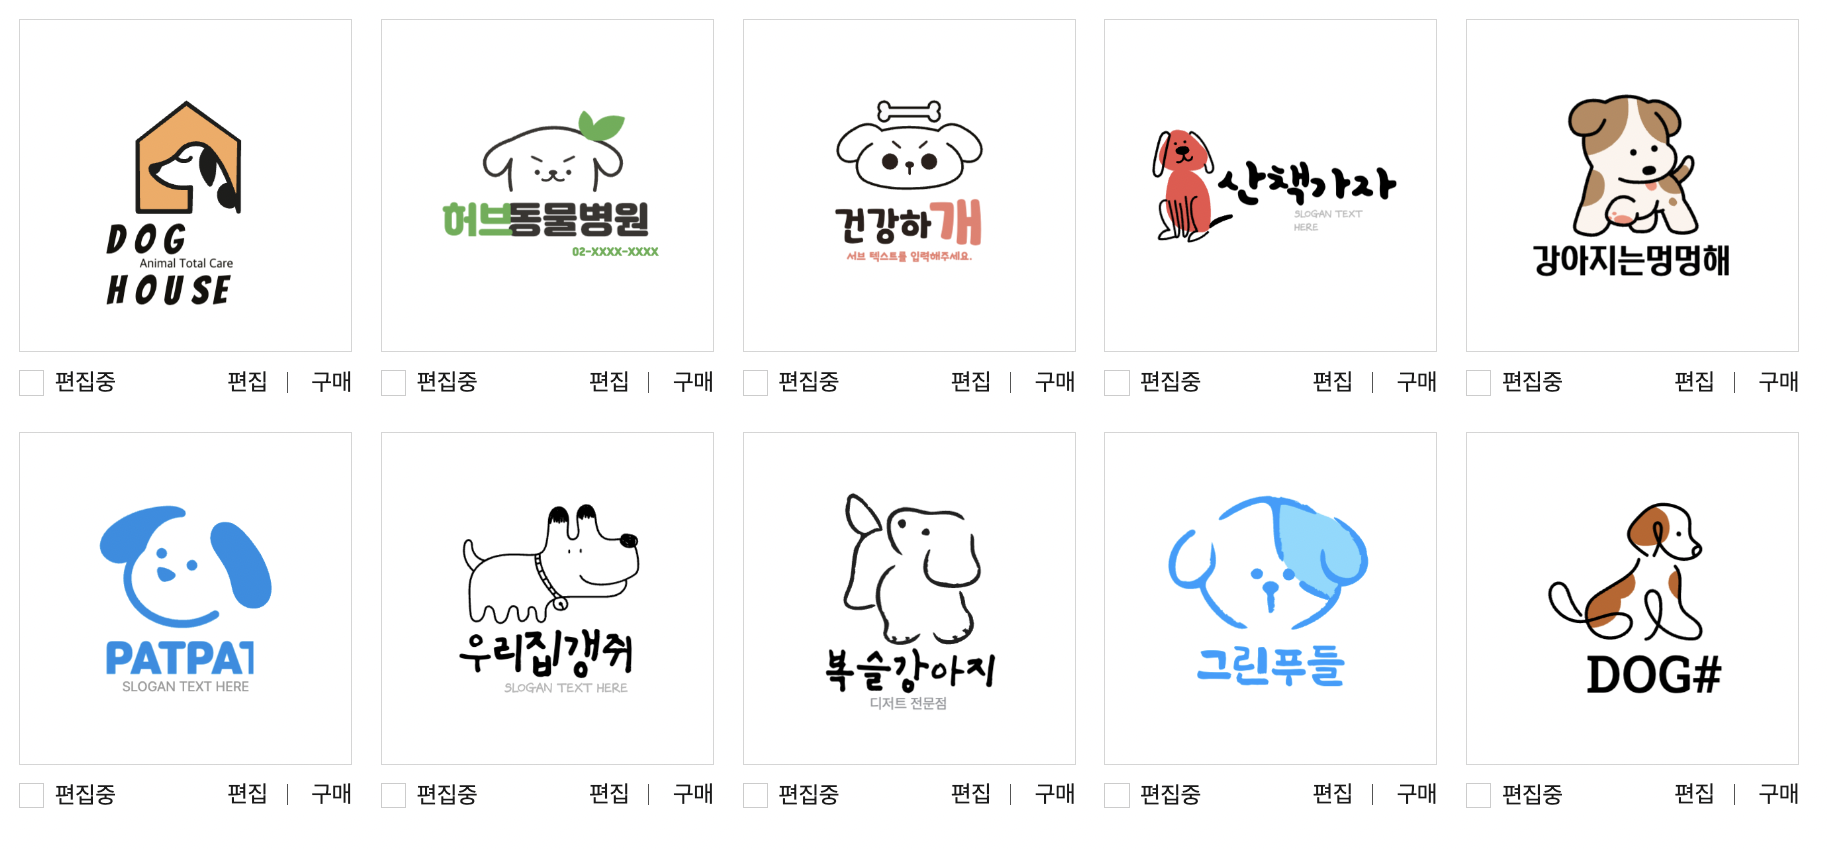 DOG
Animal Total Care
HOUSE
허브동물병원
02-XXXX-XXXX
건강하개
서브 텍스트를 입력해주세요.
산책가자
SLOGAN TEXT
HERE
강아지는멍멍해
편집중 편집 | 구매
편집중 편집 | 구매
편집중 편집 | 구매
편집중 편집 | 구매
편집중 편집 | 구매
PATPAT
SLOGAN TEXT HERE
우리집갱쥐
SLOGAN TEXT HERE
복슬강아지
디저트 전문점
그린푸들
DOG#
편집중 편집 | 구매
편집중 편집 | 구매
편집중 편집 | 구매
편집중 편집 | 구매
편집중 편집 | 구매